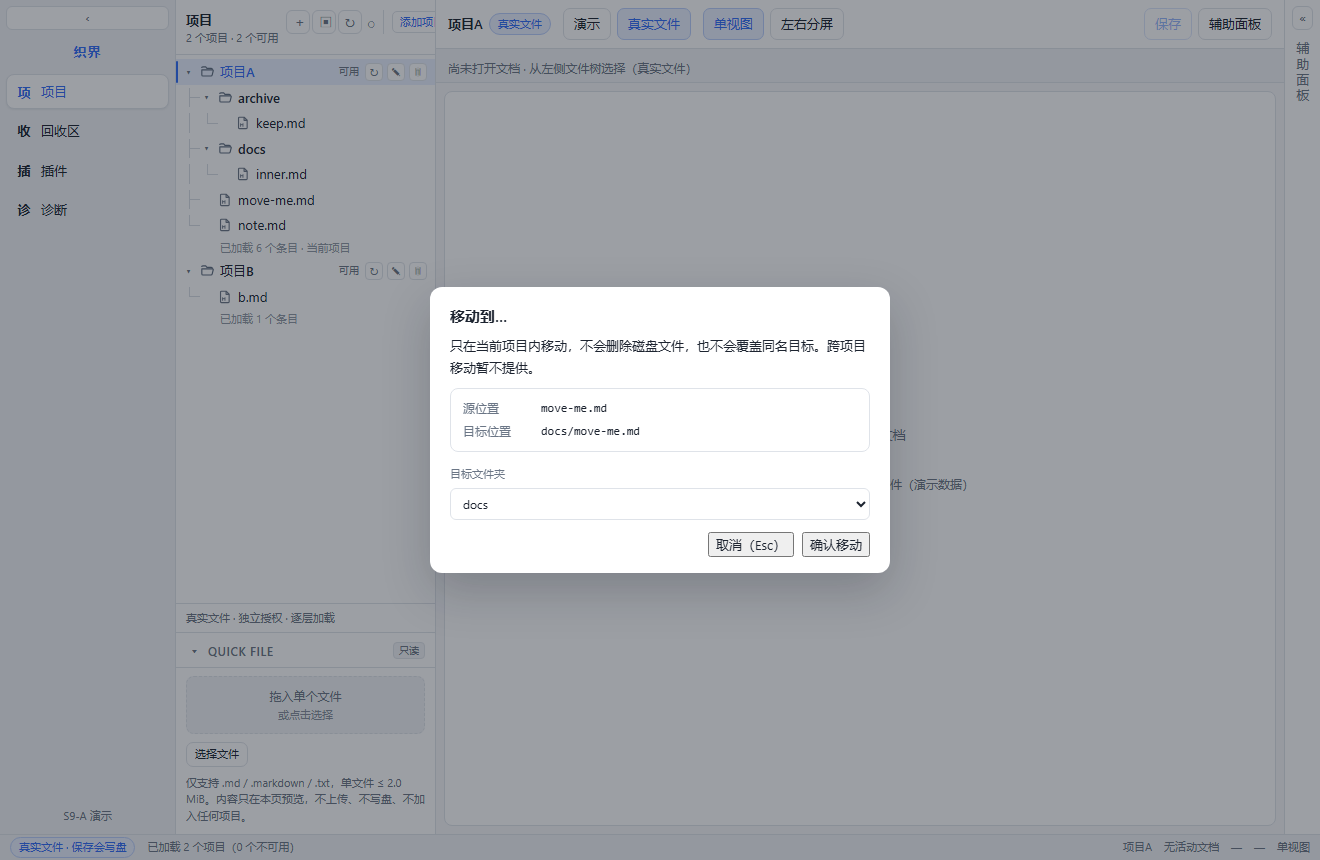 ‹
织界
项 项目
收 回收区
插 插件
诊 诊断
S9-A 演示
项目
2 个项目 · 2 个可用
添加项
项目A 可用
archive
keep.md
docs
inner.md
move-me.md
note.md
已加载 6 个条目 · 当前项目
项目B 可用
b.md
已加载 1 个条目
真实文件 · 独立授权 · 逐层加载
QUICK FILE 只读
拖入单个文件
或点击选择
选择文件
仅支持 .md / .markdown / .txt，单文件 ≤ 2.0
MiB。内容只在本页预览，不上传、不写盘、不加
入任何项目。
项目A 真实文件 演示 真实文件 单视图 左右分屏 保存 辅助面板
尚未打开文档 · 从左侧文件树选择（真实文件）
文档
件（演示数据）
移动到...
只在当前项目内移动，不会删除磁盘文件，也不会覆盖同名目标。跨项目
移动暂不提供。
源位置 move-me.md
目标位置 docs/move-me.md
目标文件夹
docs
取消（Esc） 确认移动
«
辅助面板
真实文件 · 保存会写盘 已加载 2 个项目（0 个不可用） 项目A 无活动文档 — — 单视图